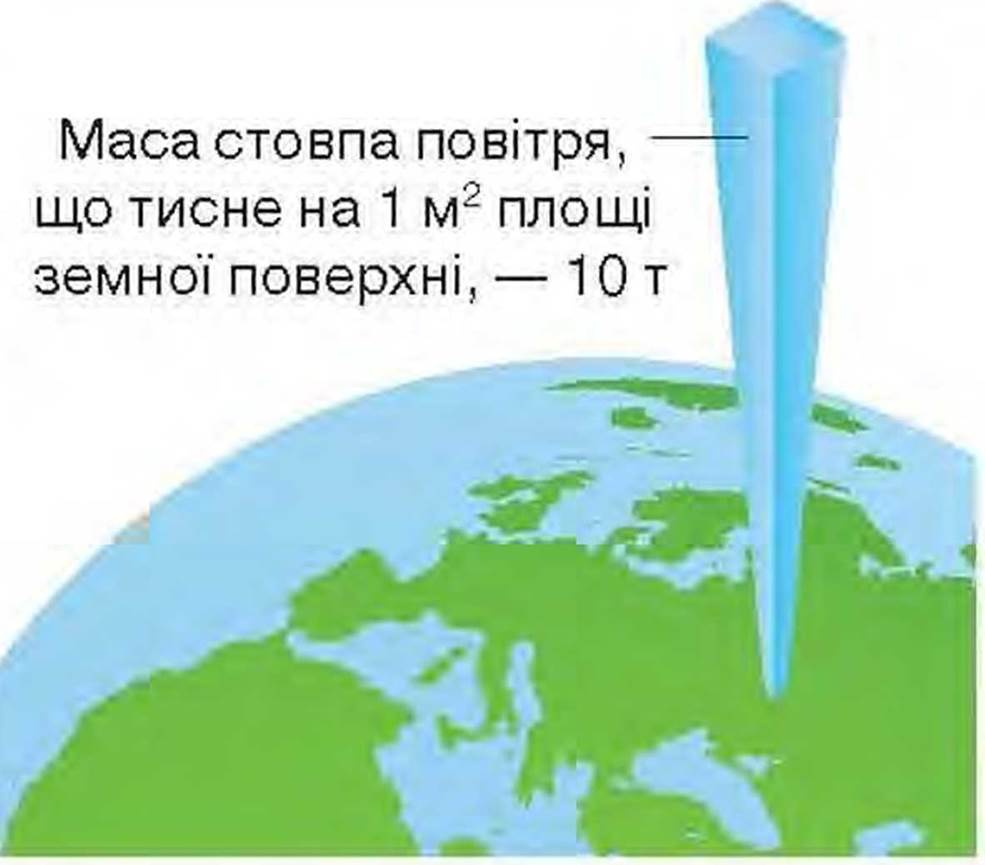 Маса стовпа повітря,
що тисне на 1 м² площі
земної поверхні, — 10 т